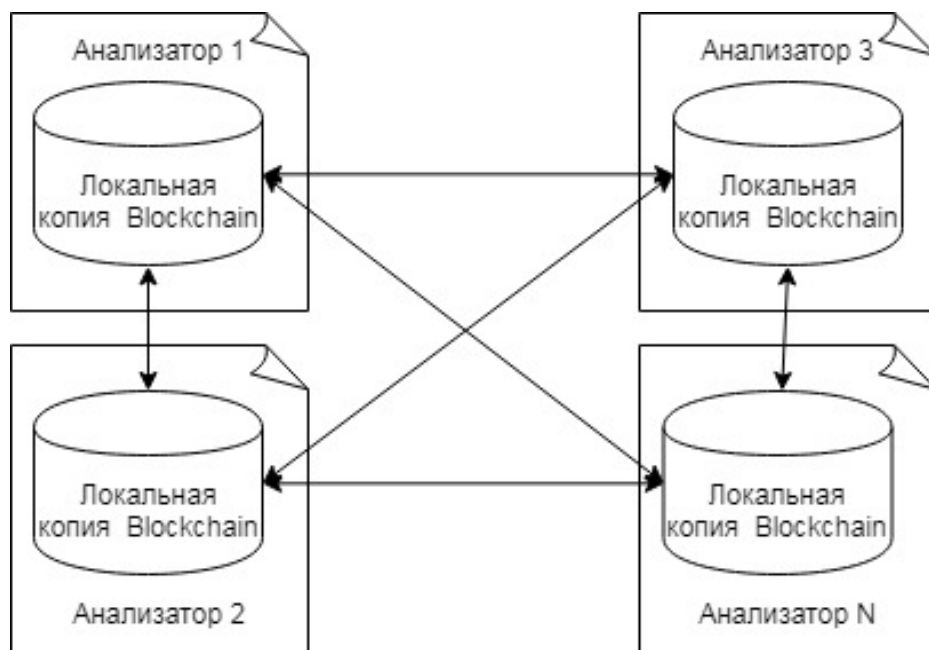 Анализатор 1
Локальная
копия Blockchain
Анализатор 3
Локальная
копия Blockchain
Локальная
копия Blockchain
Анализатор 2
Локальная
копия Blockchain
Анализатор N